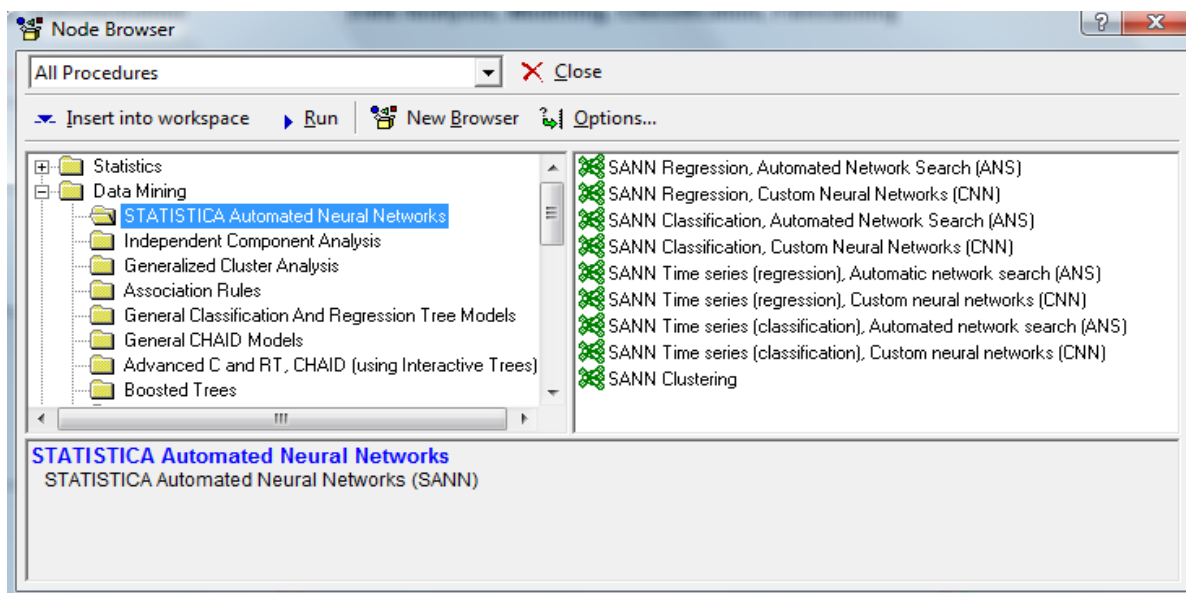 Node Browser
All Procedures
Close
Insert into workspace Run New Browser Options...
Statistics
Data Mining
STATISTICA Automated Neural Networks
Independent Component Analysis
Generalized Cluster Analysis
Association Rules
General Classification And Regression Tree Models
General CHAID Models
Advanced C and RT, CHAID (using Interactive Trees)
Boosted Trees
SANN Regression, Automated Network Search (ANS)
SANN Regression, Custom Neural Networks (CNN)
SANN Classification, Automated Network Search (ANS)
SANN Classification, Custom Neural Networks (CNN)
SANN Time series (regression), Automatic network search (ANS)
SANN Time series (regression), Custom neural networks (CNN)
SANN Time series (classification), Automated network search (ANS)
SANN Time series (classification), Custom neural networks (CNN)
SANN Clustering
STATISTICA Automated Neural Networks
STATISTICA Automated Neural Networks (SANN)